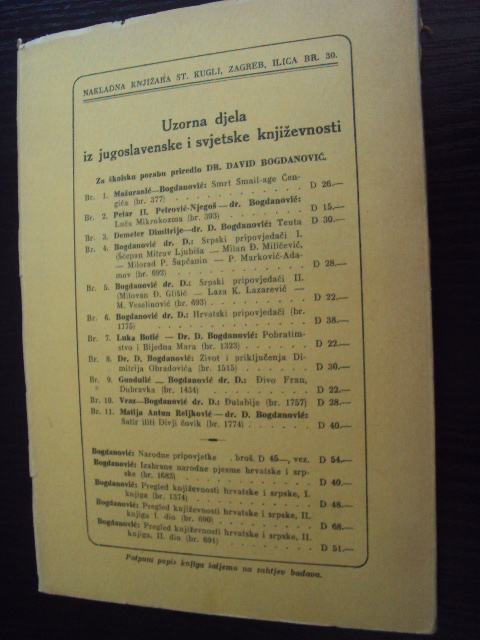 NAKLADNA KNJIŽARA ST. KUGLI, ZAGREB, ILICA BR. 30.
Uzorna djela
iz jugoslavenske i svjetske književnosti
Za školsku porabu priredio DR. DAVID BOGDANOVIĆ.
Br. 1. Mažuranić—Bogdanović: Smrt Smail-age Čen-
gića (br. 377) D 26.—
Br. 2. Petar II. Petrović-Njegoš — dr. Bogdanović:
Luča Mikrokozma (br. 393) D 15.—
Br. 3. Demeter Dimitrije—dr. D. Bogdanović: Teuta D 30.—
Br. 4. Bogdanović dr. D.: Srpski pripovjedači I.
(Šćepan Mitrov Ljubiša — Milan Đ. Milićević,
— Milorad P. Šapčanin — P. Marković-Ada-
mov (br. 692) D 28.—
Br. 5. Bogdanović dr. D.: Srpski pripovjedači II.
(Milovan Đ. Glišić — Laza K. Lazarević —
M. Veselinović (br. 693) D 22.—
Br. 6. Bogdanović dr. D.: Hrvatski pripovjedači (br.
1775) D 38.—
Br. 7. Luka Botić — Dr. D. Bogdanović: Pobratim-
stvo i Bijedna Mara (br. 1323) D 22.—
Br. 8. Dr. D. Bogdanović: Život i priključenja Di-
mitrija Obradovića (br. 1515) D 30.—
Br. 9. Gundulić — Bogdanović dr. D.: Divo Fran,
Dubravka (br. 1454) D 22.—
Br. 10. Vraz—Bogdanović dr. D.: Đulabije (br. 1757) D 28.—
Br. 11. Matija Antun Reljković — dr. D. Bogdanović:
Satir iliti Divji čovik (br. 1774) D 40.—
Bogdanović: Narodne pripovjetke . broš. D 45—, vez. D 54.—
Bogdanović: Izabrane narodne pjesme hrvatske i srp-
ske (br. 1683) D 40.—
Bogdanović: Pregled književnosti hrvatske i srpske, I.
knjiga (br. 1374) D 48.—
Bogdanović: Pregled književnosti hrvatske i srpske, II.
knjiga I. dio (br. 690) D 68.—
Bogdanović: Pregled književnosti hrvatske i srpske, II.
knjiga, II. dio (br. 691) D 51.—
Potpuni popis knjiga šaljemo na zahtjev badava.